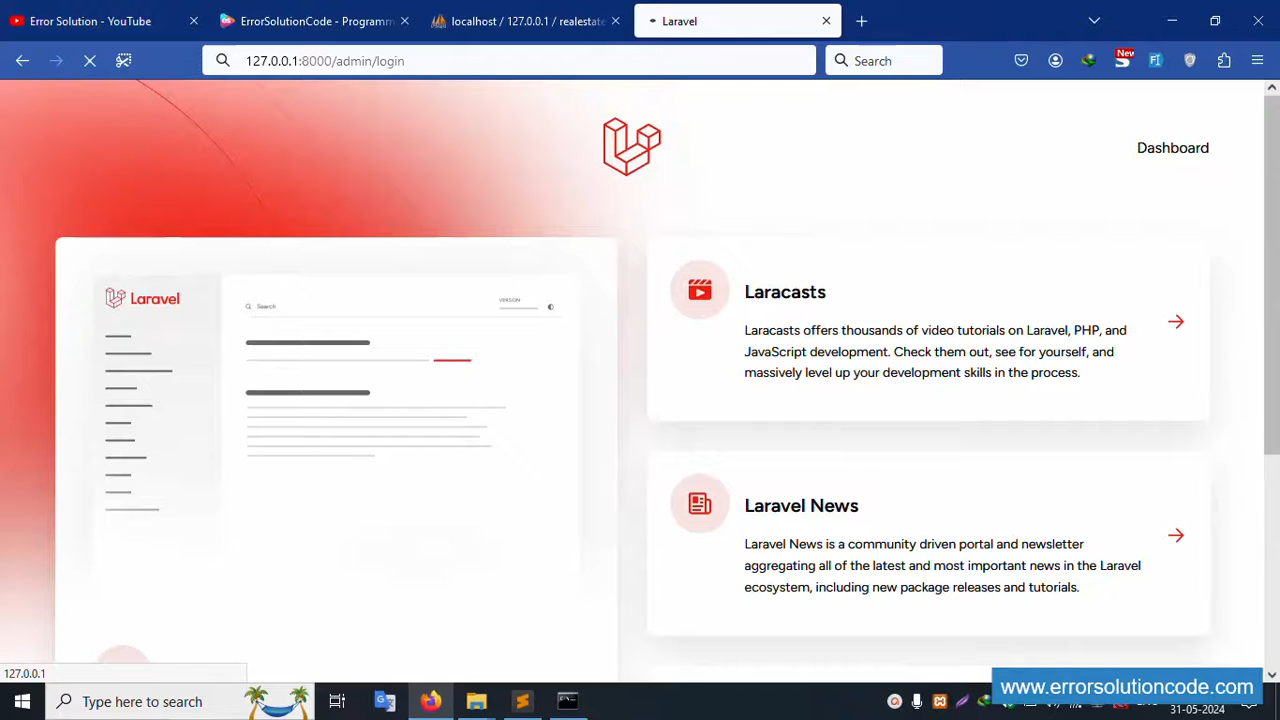 Error Solution - YouTube
ErrorSolutionCode - Programm
localhost / 127.0.0.1 / realestate
Laravel
127.0.0.1:8000/admin/login
Search
New
Dashboard
Laravel
Search
VERSION
Laracasts
Laracasts offers thousands of video tutorials on Laravel, PHP, and
JavaScript development. Check them out, see for yourself, and
massively level up your development skills in the process.
Laravel News
Laravel News is a community driven portal and newsletter
aggregating all of the latest and most important news in the Laravel
ecosystem, including new package releases and tutorials.
127.0.0.1
www.errorsolutioncode.com
Type here to search
31-05-2024